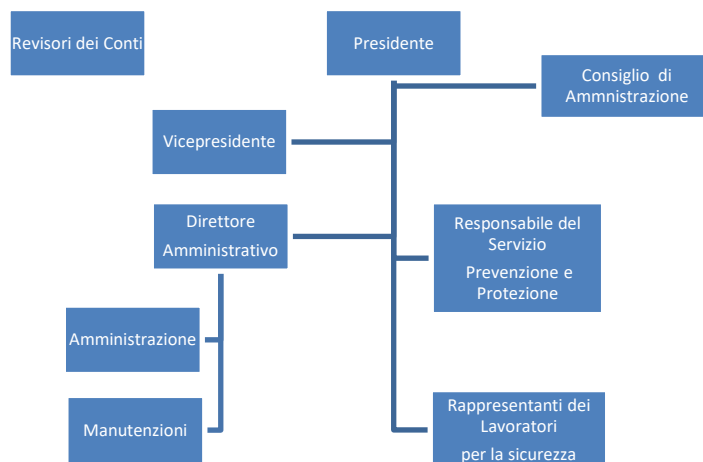 Revisori dei Conti
Presidente
Consiglio di
Ammnistrazione
Vicepresidente
Direttore
Amministrativo
Responsabile del
Servizio
Prevenzione e
Protezione
Amministrazione
Manutenzioni
Rappresentanti dei
Lavoratori
per la sicurezza